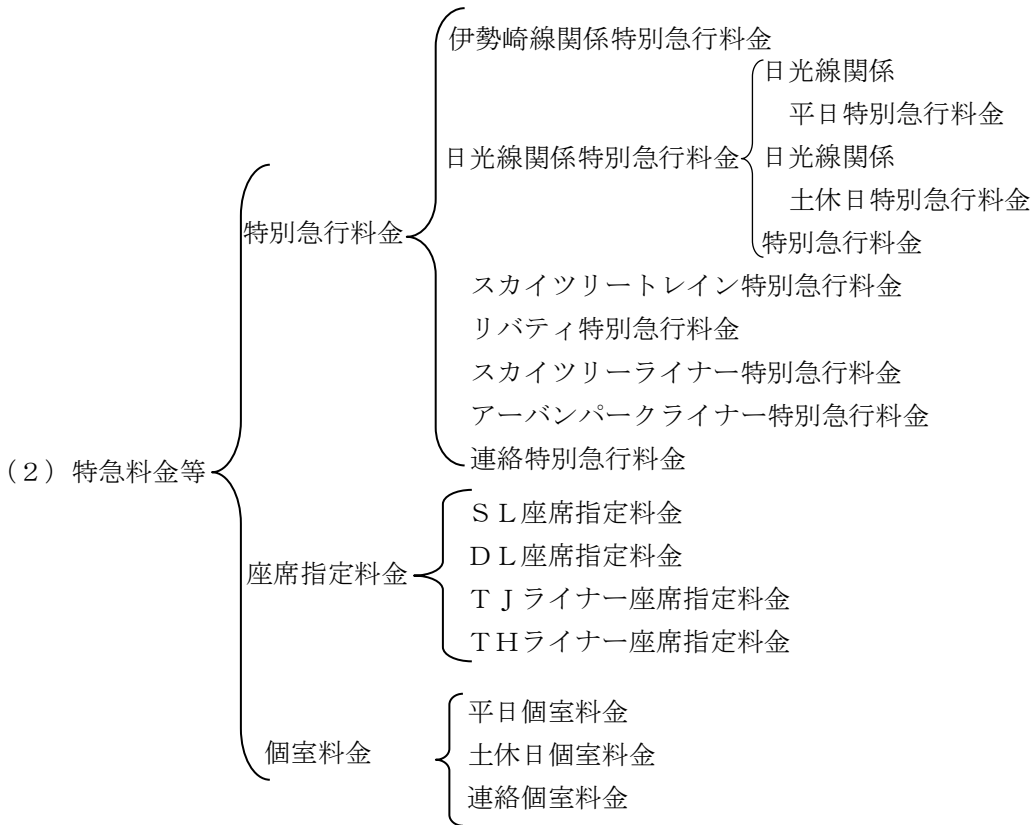 伊勢崎線関係特別急行料金
日光線関係
平日特別急行料金
日光線関係特別急行料金
日光線関係
土休日特別急行料金
特別急行料金
特別急行料金
スカイツリートレイン特別急行料金
リバティ特別急行料金
スカイツリーライナー特別急行料金
アーバンパークライナー特別急行料金
連絡特別急行料金
（２）特急料金等
ＳＬ座席指定料金
ＤＬ座席指定料金
座席指定料金
ＴＪライナー座席指定料金
ＴＨライナー座席指定料金
平日個室料金
個室料金
土休日個室料金
連絡個室料金